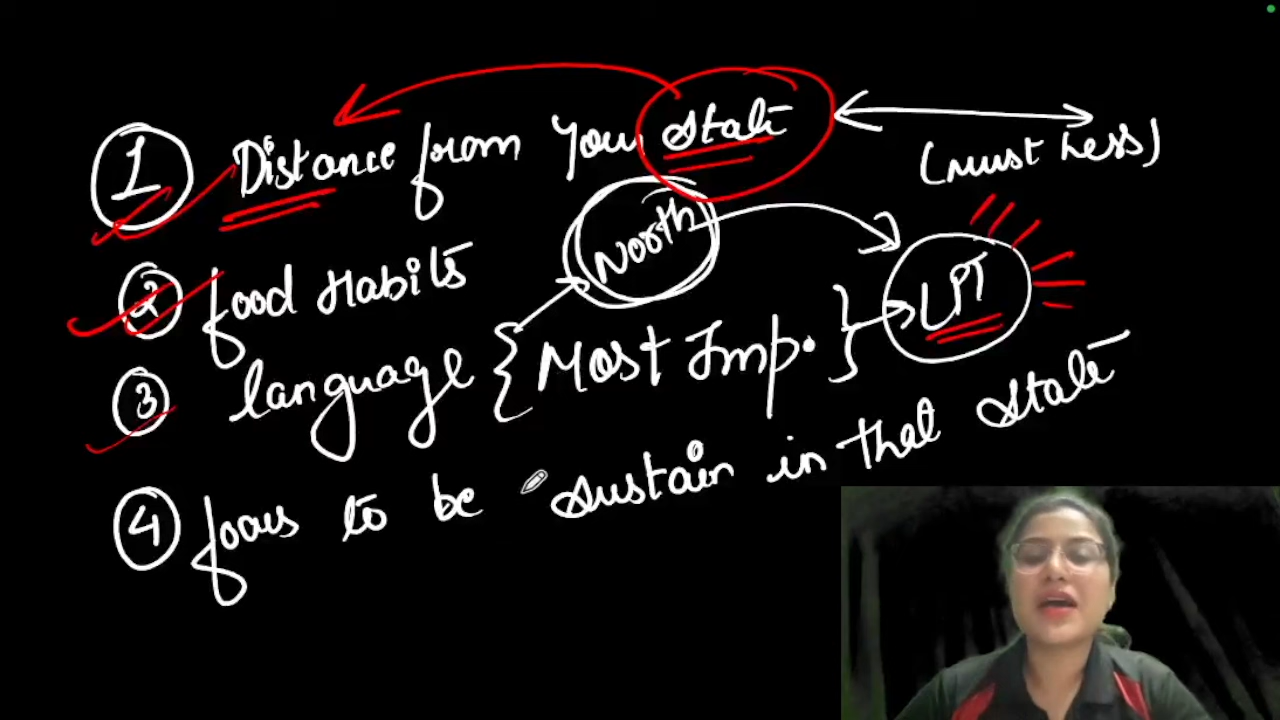 1 Distance from your State
(must Less)
North
2 food Habits
LPT
3 language { Most Imp. }
4 focus to be sustain in that state